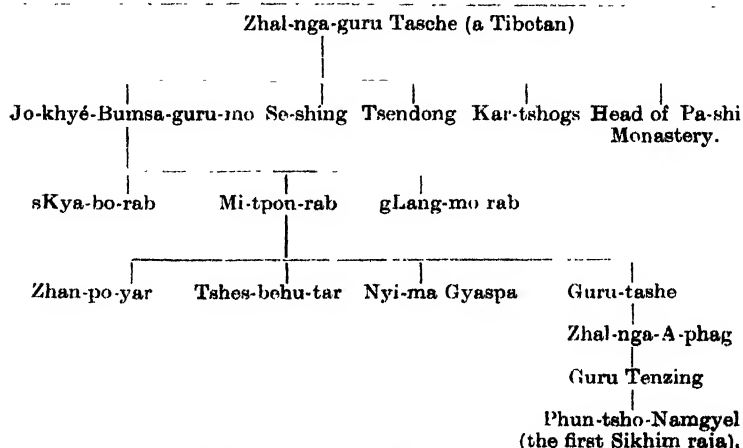 Zhal-nga-guru Tasche (a Tibotan)
Jo-khyé-Bumsa-guru-mo Se-shing Tsendong Kar-tshogs Head of Pa-shi
Monastery.
sKya-bo-rab Mi-tpon-rab gLang-mo rab
Zhan-po-yar Tshes-behu-tar Nyi-ma Gyaspa Guru-tashe
Zhal-nga-A-phag
Guru Tenzing
Phun-tsho-Namgyel
(the first Sikhim raja).